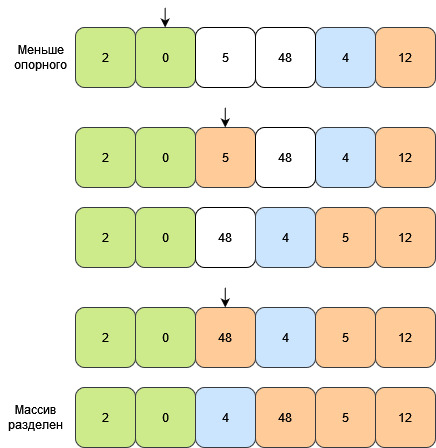 Меньше
опорного
2 0 5 48 4 12
2 0 5 48 4 12
2 0 48 4 5 12
2 0 48 4 5 12
Массив
разделен
2 0 4 48 5 12